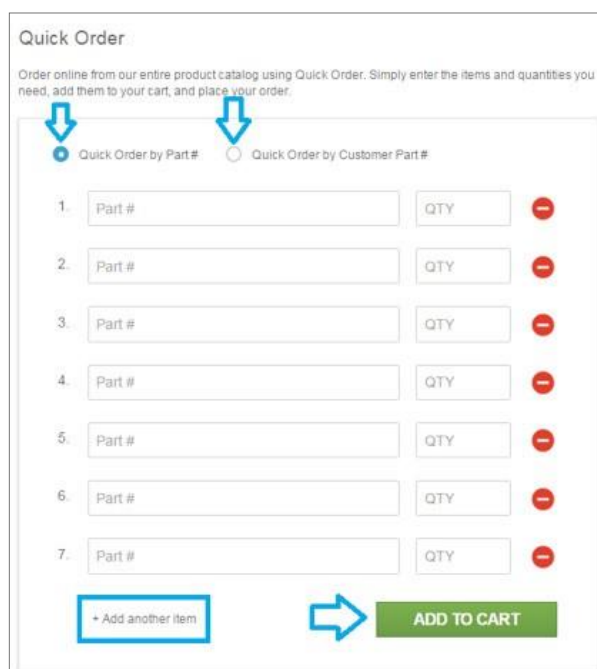 Quick Order
Order online from our entire product catalog using Quick Order. Simply enter the items and quantities you
need, add them to your cart, and place your order.
Quick Order by Part # Quick Order by Customer Part #
1. Part # QTY
2. Part # QTY
3. Part # QTY
4. Part # QTY
5. Part # QTY
6. Part # QTY
7. Part # QTY
+ Add another item ADD TO CART